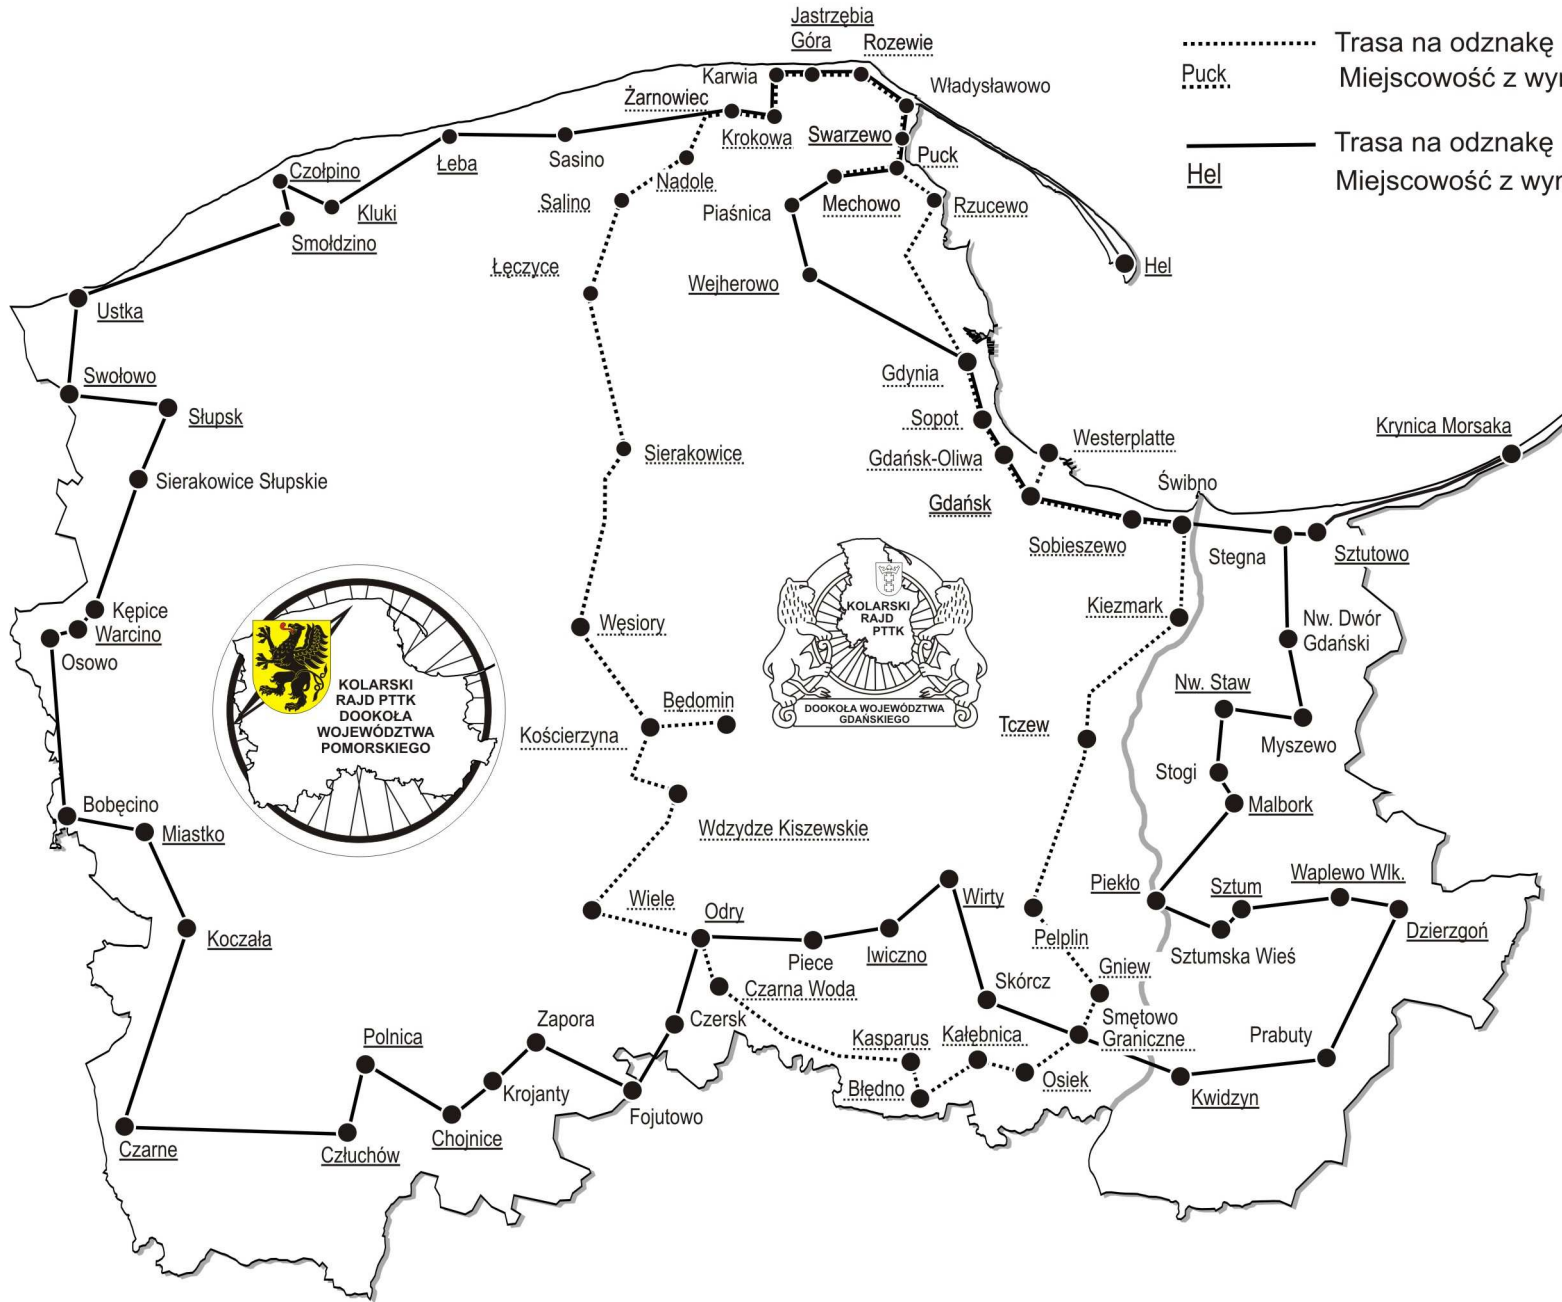 Jastrzębia
Góra
Rozewie
Trasa na odznakę
Puck
Miejscowość z
Karwia
Władysławowo
Żarnowiec
Krokowa
Swarzewo
Trasa na odznakę
Hel
Miejscowość z
Łeba
Sasino
Puck
Czołpino
Nadole
Kluki
Salino
Piaśnica
Mechowo
Rzucewo
Smołdzino
Łęczyce
Wejherowo
Hel
Ustka
Swołowo
Gdynia
Słupsk
Sopot
Krynica Morsaka
Sierakowice
Gdańsk-Oliwa
Westerplatte
Sierakowice Słupskie
Świbno
Gdańsk
Sobieszewo
Stegna
Sztutowo
Kępice
Warcino
Osowo
Węsiory
KOLARSKI
RAJD
PTTK
DOOKOŁA WOJEWÓDZTWA
GDAŃSKIEGO
Kiezmark
Nw. Dwór
Gdański
KOLARSKI
RAJD PTTK
DOOKOŁA
WOJEWÓDZTWA
POMORSKIEGO
Będomin
Kościerzyna
Nw. Staw
Tczew
Myszewo
Stogi
Malbork
Bobęcino
Miastko
Wdzydze Kiszewskie
Wiele
Odry
Wirty
Piekło
Sztum
Waplewo Wlk.
Koczała
Piece
Iwiczno
Pelplin
Sztumska Wieś
Dzierzgoń
Czarna Woda
Skórcz
Gniew
Zapora
Czersk
Smętowo
Graniczne
Polnica
Kasparus
Kałębnica
Prabuty
Krojanty
Błędno
Osiek
Kwidzyn
Fojutowo
Chojnice
Czarne
Człuchów